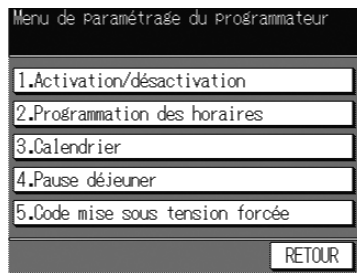 Menu de paramétrage du programmateur
1.Activation/désactivation
2.Programmation des horaires
3.Calendrier
4.Pause déjeuner
5.Code mise sous tension forcée
RETOUR